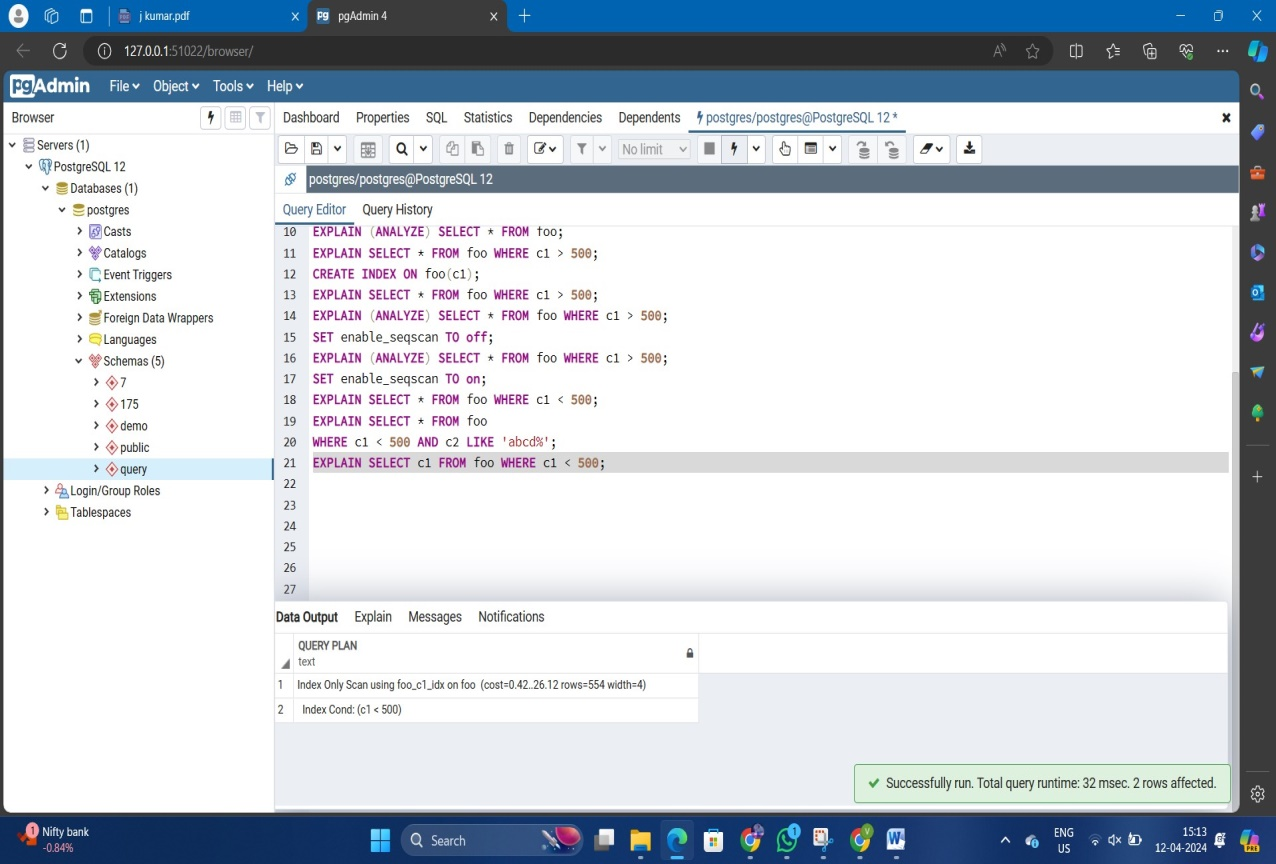 j kumar.pdf
pgAdmin 4
127.0.0.1:51022/browser/
pgAdmin File Object Tools Help
Browser
Dashboard Properties SQL Statistics Dependencies Dependents postgres/postgres@PostgreSQL 12 *
Servers (1)
PostgreSQL 12
Databases (1)
postgres
Casts
Catalogs
Event Triggers
Extensions
Foreign Data Wrappers
Languages
Schemas (5)
7
175
demo
public
query
Login/Group Roles
Tablespaces
No limit
postgres/postgres@PostgreSQL 12
Query Editor Query History
10 EXPLAIN (ANALYZE) SELECT * FROM foo;
11 EXPLAIN SELECT * FROM foo WHERE c1 > 500;
12 CREATE INDEX ON foo(c1);
13 EXPLAIN SELECT * FROM foo WHERE c1 > 500;
14 EXPLAIN (ANALYZE) SELECT * FROM foo WHERE c1 > 500;
15 SET enable_seqscan TO off;
16 EXPLAIN (ANALYZE) SELECT * FROM foo WHERE c1 > 500;
17 SET enable_seqscan TO on;
18 EXPLAIN SELECT * FROM foo WHERE c1 < 500;
19 EXPLAIN SELECT * FROM foo
20 WHERE c1 < 500 AND c2 LIKE 'abcd%';
21 EXPLAIN SELECT c1 FROM foo WHERE c1 < 500;
22
23
24
25
26
27
Data Output Explain Messages Notifications
QUERY PLAN
text
1 Index Only Scan using foo_c1_idx on foo (cost=0.42..26.12 rows=554 width=4)
2 Index Cond: (c1 < 500)
Successfully run. Total query runtime: 32 msec. 2 rows affected.
1
Nifty bank
-0.84%
Search
1
ENG
US
15:13
12-04-2024
PRE